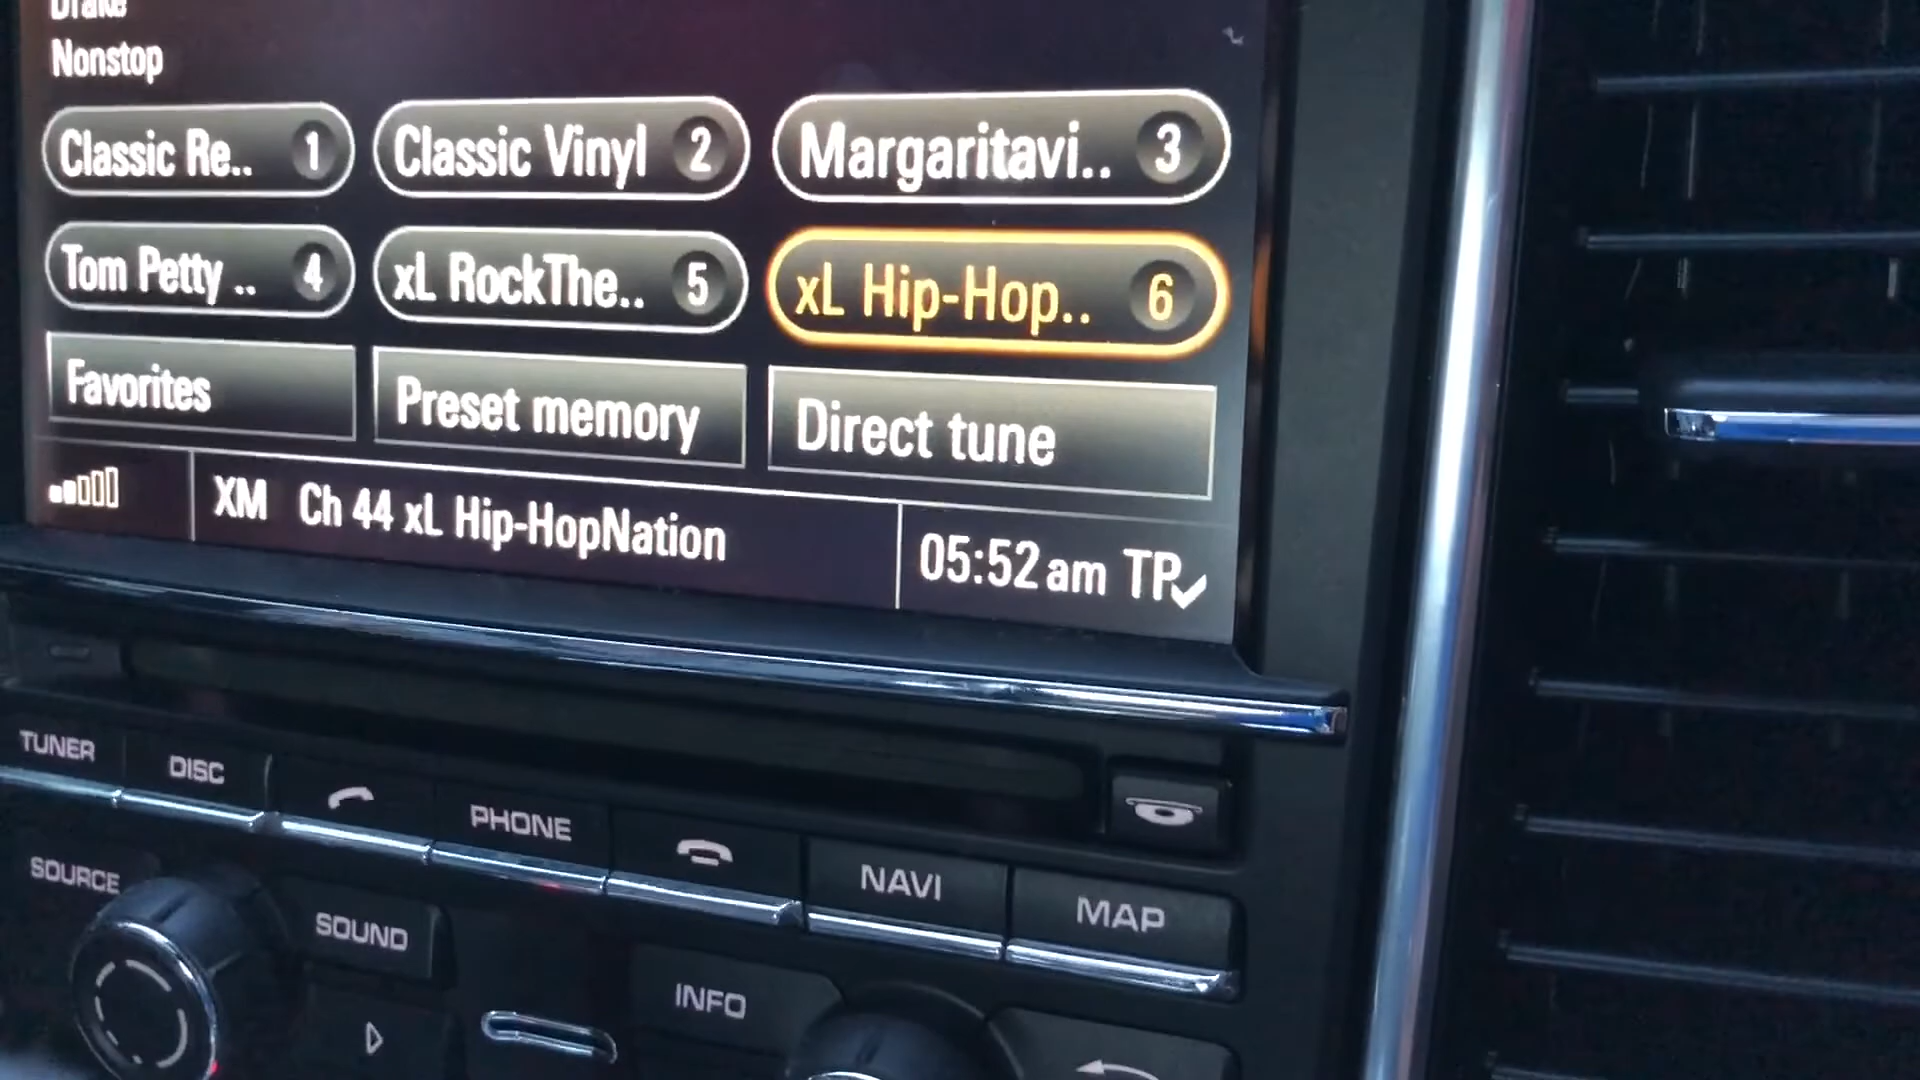 Drake
Nonstop
Classic Re.. 1
Classic Vinyl 2
Margaritavi.. 3
Tom Petty .. 4
xL RockThe.. 5
xL Hip-Hop.. 6
Favorites
Preset memory
Direct tune
XM Ch 44 xL Hip-HopNation
05:52 am TP
TUNER
DISC
PHONE
NAVI
MAP
SOURCE
SOUND
INFO